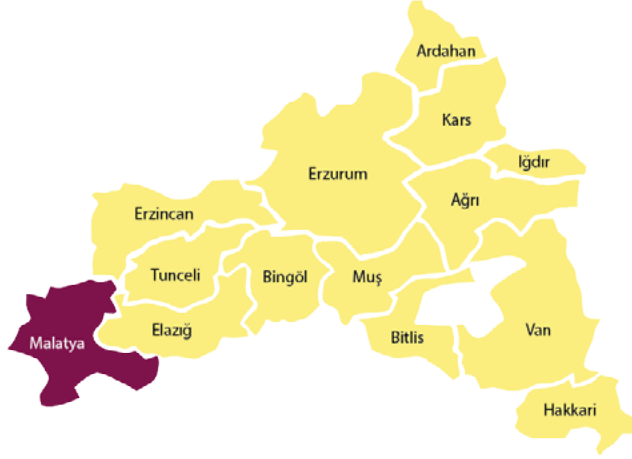 Ardahan
Kars
Iğdır
Erzurum
Ağrı
Erzincan
Tunceli
Bingöl
Muş
Elazığ
Van
Bitlis
Malatya
Hakkari